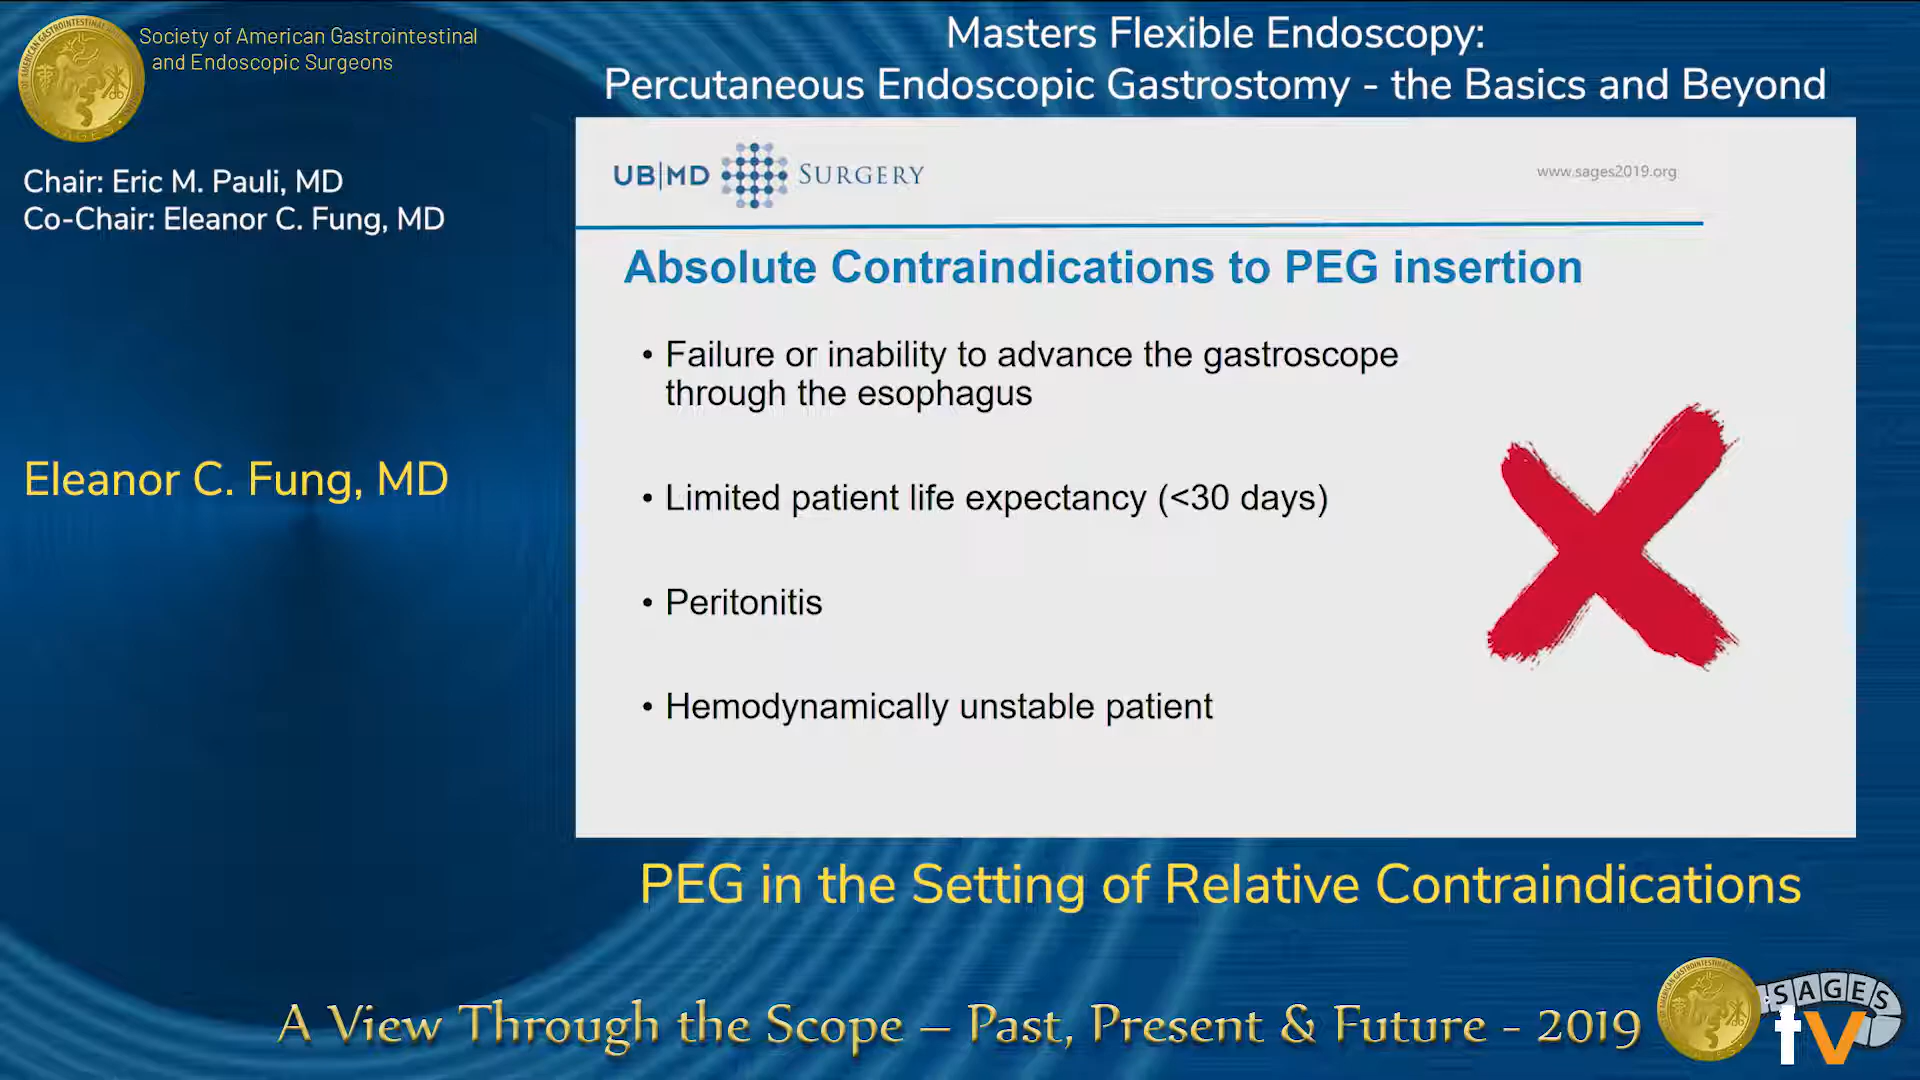 Society of American Gastrointestinal
and Endoscopic Surgeons
Masters Flexible Endoscopy:
Percutaneous Endoscopic Gastrostomy - the Basics and Beyond
Chair: Eric M. Pauli, MD
Co-Chair: Eleanor C. Fung, MD
Eleanor C. Fung, MD
UB|MD SURGERY
www.sages2019.org
Absolute Contraindications to PEG insertion
• Failure or inability to advance the gastroscope
through the esophagus
• Limited patient life expectancy (<30 days)
• Peritonitis
• Hemodynamically unstable patient
PEG in the Setting of Relative Contraindications
A View Through the Scope – Past, Present & Future - 2019
SAGES
tv